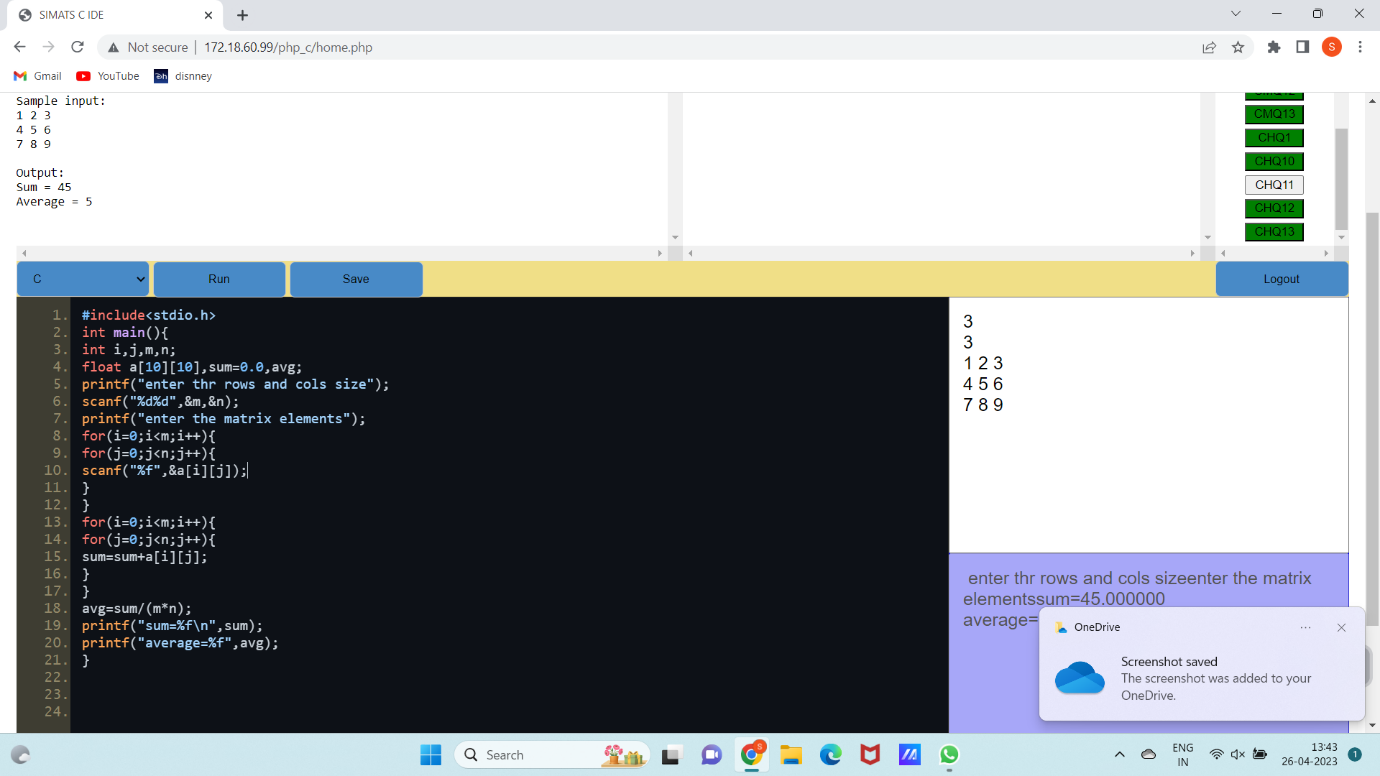 SIMATS C IDE
Not secure | 172.18.60.99/php_c/home.php
S
Gmail YouTube disnney
Sample input:
1 2 3
4 5 6
7 8 9
Output:
Sum = 45
Average = 5
CMQ12
CMQ13
CHQ1
CHQ10
CHQ11
CHQ12
CHQ13
C Run Save Logout
1. #include<stdio.h>
2. int main(){
3. int i,j,m,n;
4. float a[10][10],sum=0.0,avg;
5. printf("enter thr rows and cols size");
6. scanf("%d%d",&m,&n);
7. printf("enter the matrix elements");
8. for(i=0;i<m;i++){
9. for(j=0;j<n;j++){
10. scanf("%f",&a[i][j]);
11. }
12. }
13. for(i=0;i<m;i++){
14. for(j=0;j<n;j++){
15. sum=sum+a[i][j];
16. }
17. }
18. avg=sum/(m*n);
19. printf("sum=%f\n",sum);
20. printf("average=%f",avg);
21. }
22.
23.
24.
3
3
1 2 3
4 5 6
7 8 9
enter thr rows and cols sizeenter the matrix
elementssum=45.000000
average=
OneDrive
Screenshot saved
The screenshot was added to your
OneDrive.
Search
S
ENG
IN
13:43
26-04-2023
1